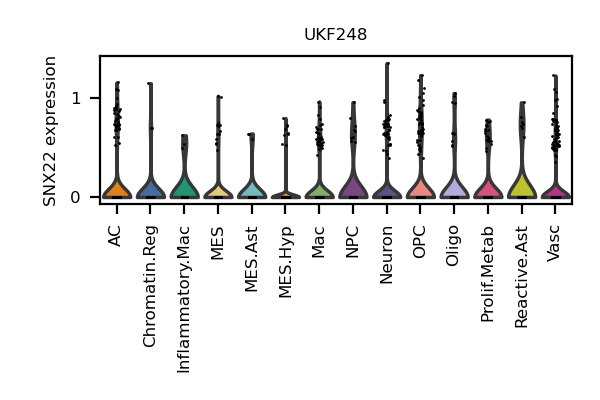 UKF248
SNX22 expression
1
0
AC
Chromatin.Reg
Inflammatory.Mac
MES
MES.Ast
MES.Hyp
Mac
NPC
Neuron
OPC
Oligo
Prolif.Metab
Reactive.Ast
Vasc